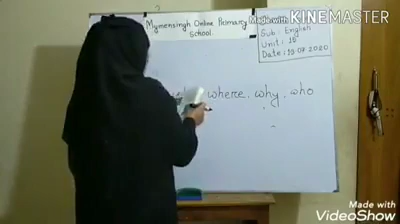 Mymensingh Online Primary
School.
Sub: English
Unit: 15
Date: 15.07.2020
where, why, who
Made with KINEMASTER
Made with
VideoShow